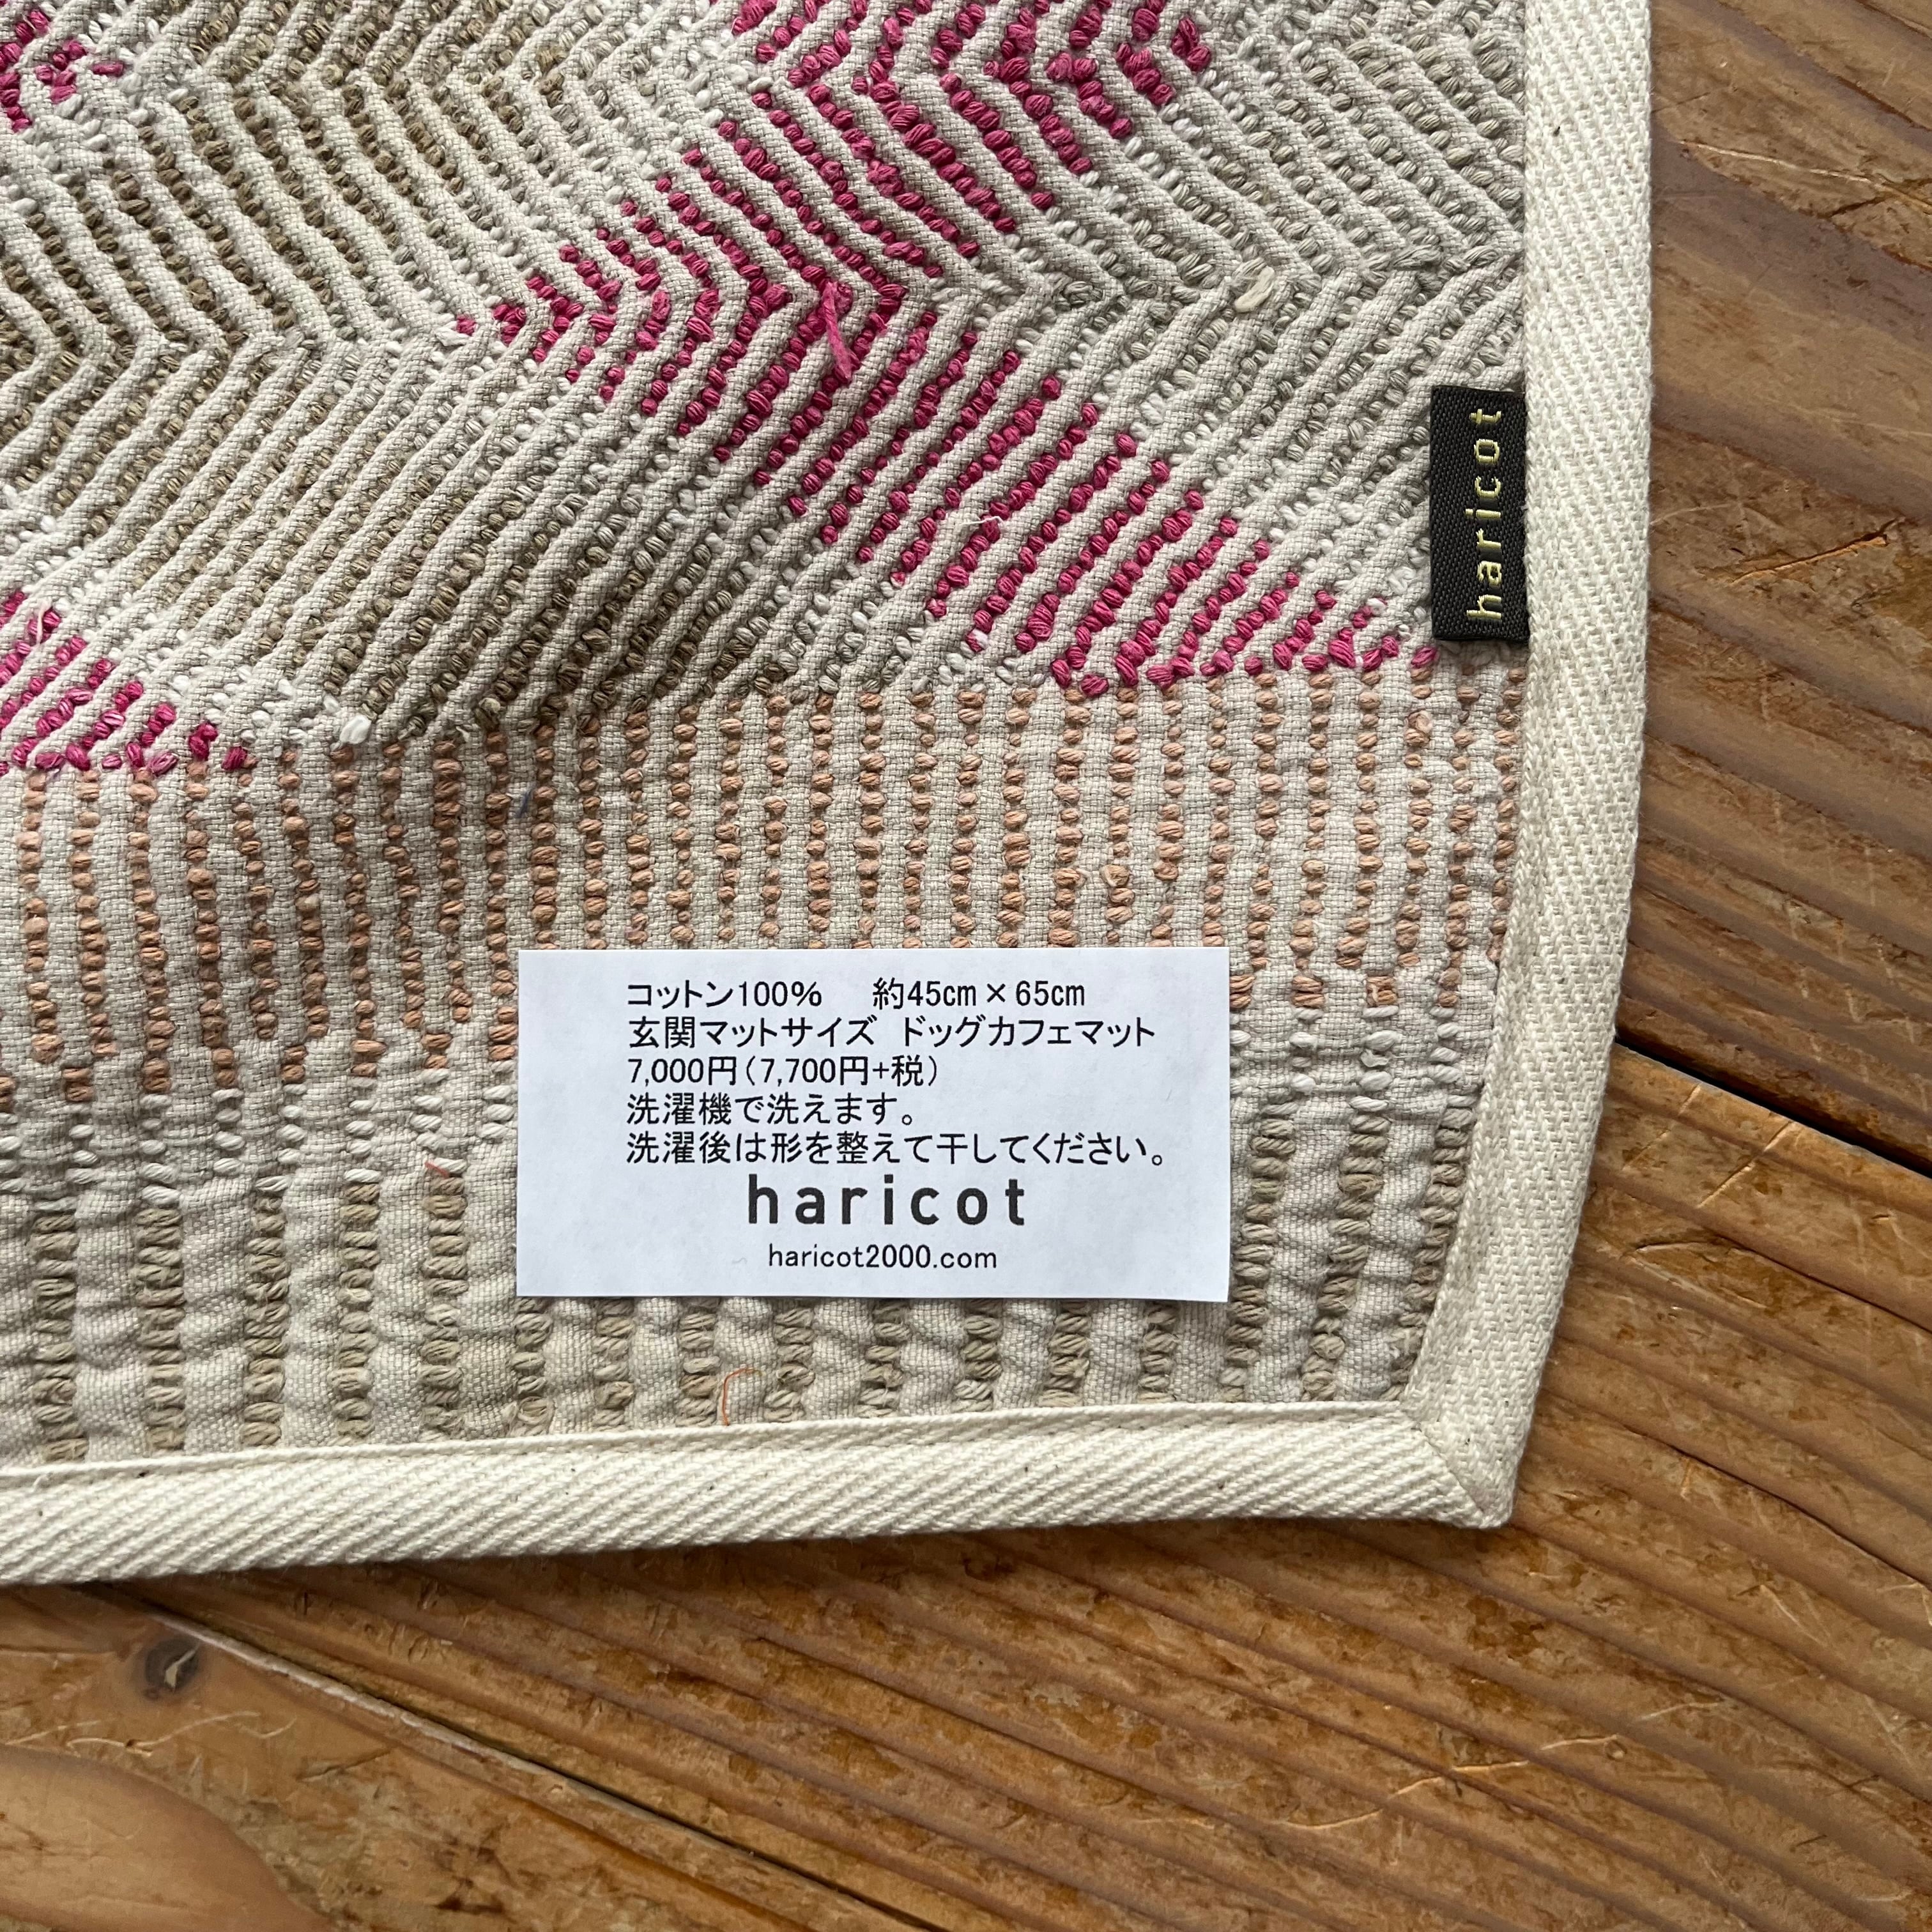 haricot
コットン100%　約45cm×65cm
玄関マットサイズ　ドッグカフェマット
7,000円（7,700円+税）
洗濯機で洗えます。
洗濯後は形を整えて干してください。
haricot
haricot2000.com